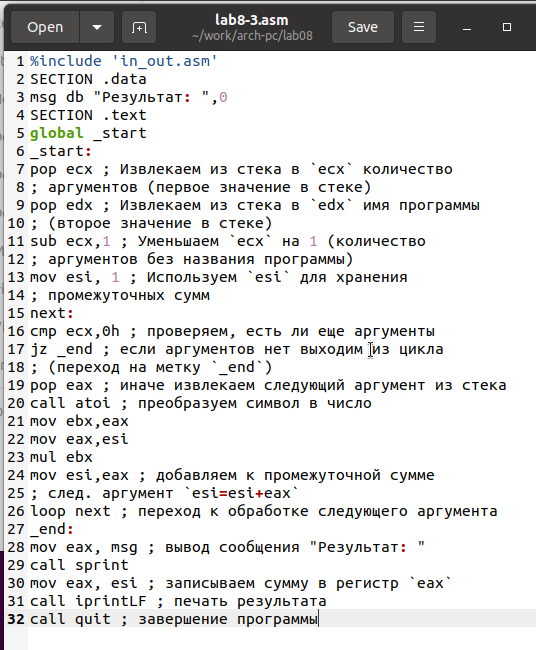 Open
lab8-3.asm
~/work/arch-pc/lab08
Save
1 %include 'in_out.asm'
2 SECTION .data
3 msg db "Результат: ",0
4 SECTION .text
5 global _start
6 _start:
7 pop ecx ; Извлекаем из стека в `ecx` количество
8 ; аргументов (первое значение в стеке)
9 pop edx ; Извлекаем из стека в `edx` имя программы
10 ; (второе значение в стеке)
11 sub ecx,1 ; Уменьшаем `ecx` на 1 (количество
12 ; аргументов без названия программы)
13 mov esi, 1 ; Используем `esi` для хранения
14 ; промежуточных сумм
15 next:
16 cmp ecx,0h ; проверяем, есть ли еще аргументы
17 jz _end ; если аргументов нет выходим из цикла
18 ; (переход на метку `_end`)
19 pop eax ; иначе извлекаем следующий аргумент из стека
20 call atoi ; преобразуем символ в число
21 mov ebx,eax
22 mov eax,esi
23 mul ebx
24 mov esi,eax ; добавляем к промежуточной сумме
25 ; след. аргумент `esi=esi+eax`
26 loop next ; переход к обработке следующего аргумента
27 _end:
28 mov eax, msg ; вывод сообщения "Результат: "
29 call sprint
30 mov eax, esi ; записываем сумму в регистр `eax`
31 call iprintLF ; печать результата
32 call quit ; завершение программы